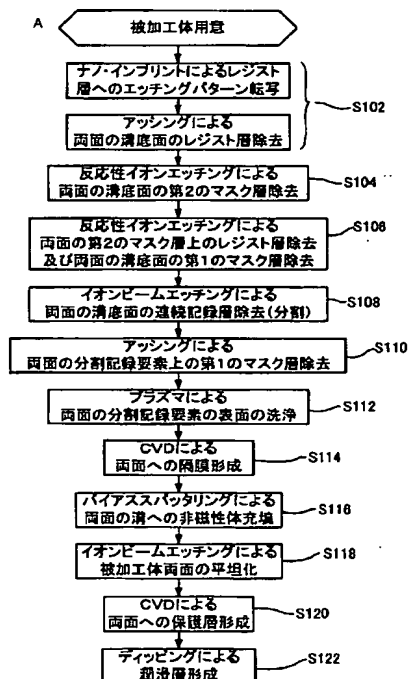 A
被加工体用意
ナノ・インプリントによるレジスト
層へのエッチングパターン転写
S102
アッシングによる
両面の溝底面のレジスト層除去
反応性イオンエッチングによる
両面の溝底面の第2のマスク層除去
S104
反応性イオンエッチングによる
両面の第2のマスク層上のレジスト層除去
及び両面の溝底面の第1のマスク層除去
S106
イオンビームエッチングによる
両面の溝底面の連続記録層除去(分割)
S108
アッシングによる
両面の分割記録要素上の第1のマスク層除去
S110
プラズマによる
両面の分割記録要素の表面の洗浄
S112
CVDによる
両面への隔膜形成
S114
バイアススパッタリングによる
両面の溝への非磁性体充填
S116
イオンビームエッチングによる
被加工体両面の平坦化
S118
CVDによる
両面への保護層形成
S120
ディッピングによる
潤滑層形成
S122